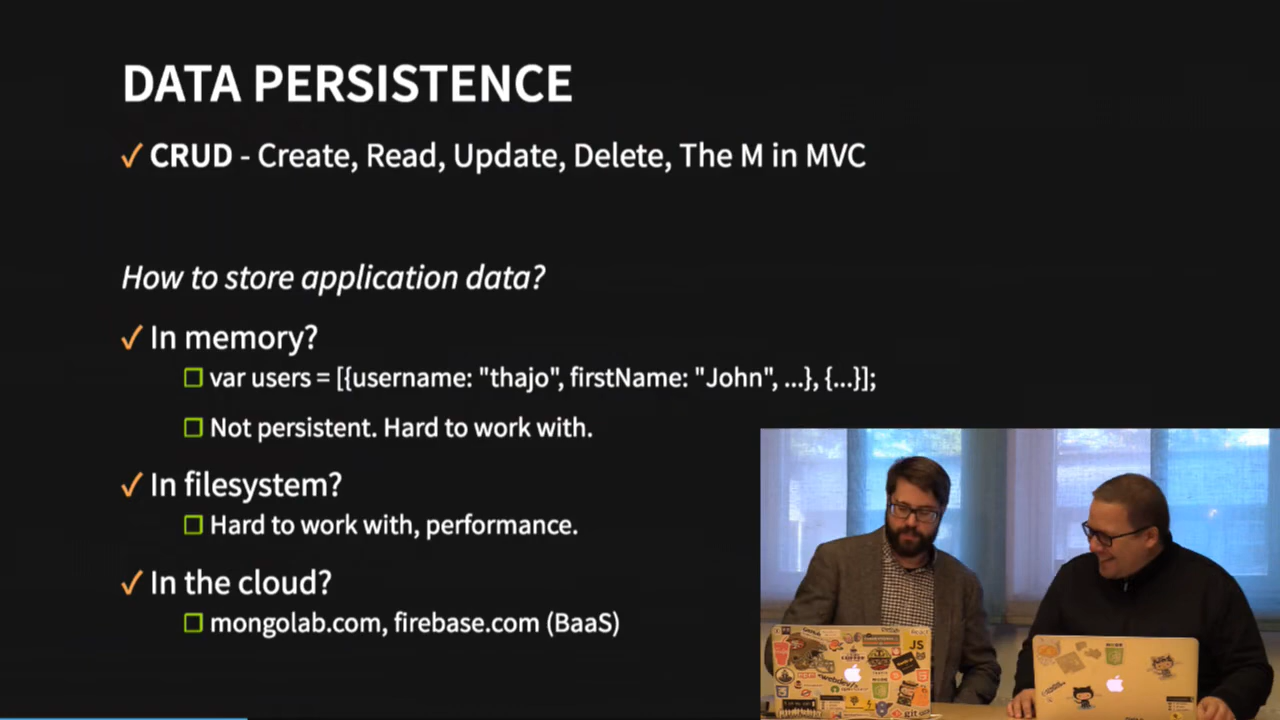 DATA PERSISTENCE
✓ CRUD - Create, Read, Update, Delete, The M in MVC
How to store application data?
✓ In memory?
☐ var users = [{username: "thajo", firstName: "John", ...}, {...}];
☐ Not persistent. Hard to work with.
✓ In filesystem?
☐ Hard to work with, performance.
✓ In the cloud?
☐ mongolab.com, firebase.com (BaaS)
JS
git